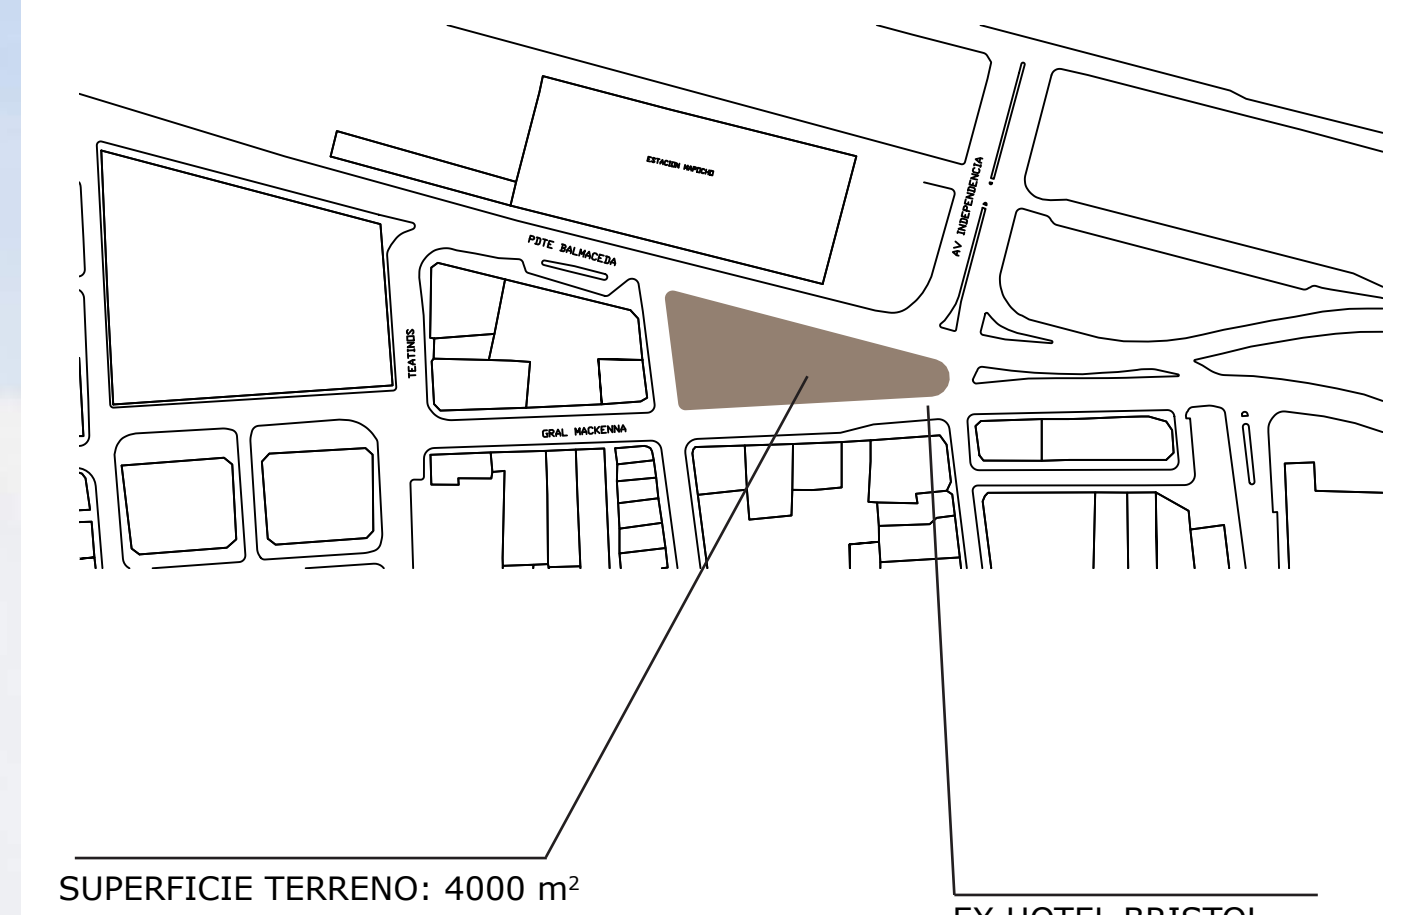 ESTACION MAPOCHO
AV INDEPENDENCIA
PDTE BALMACEDA
TEATINOS
GRAL MACKENNA
SUPERFICIE TERRENO: 4000 m²
EX HOTEL BRISTOL